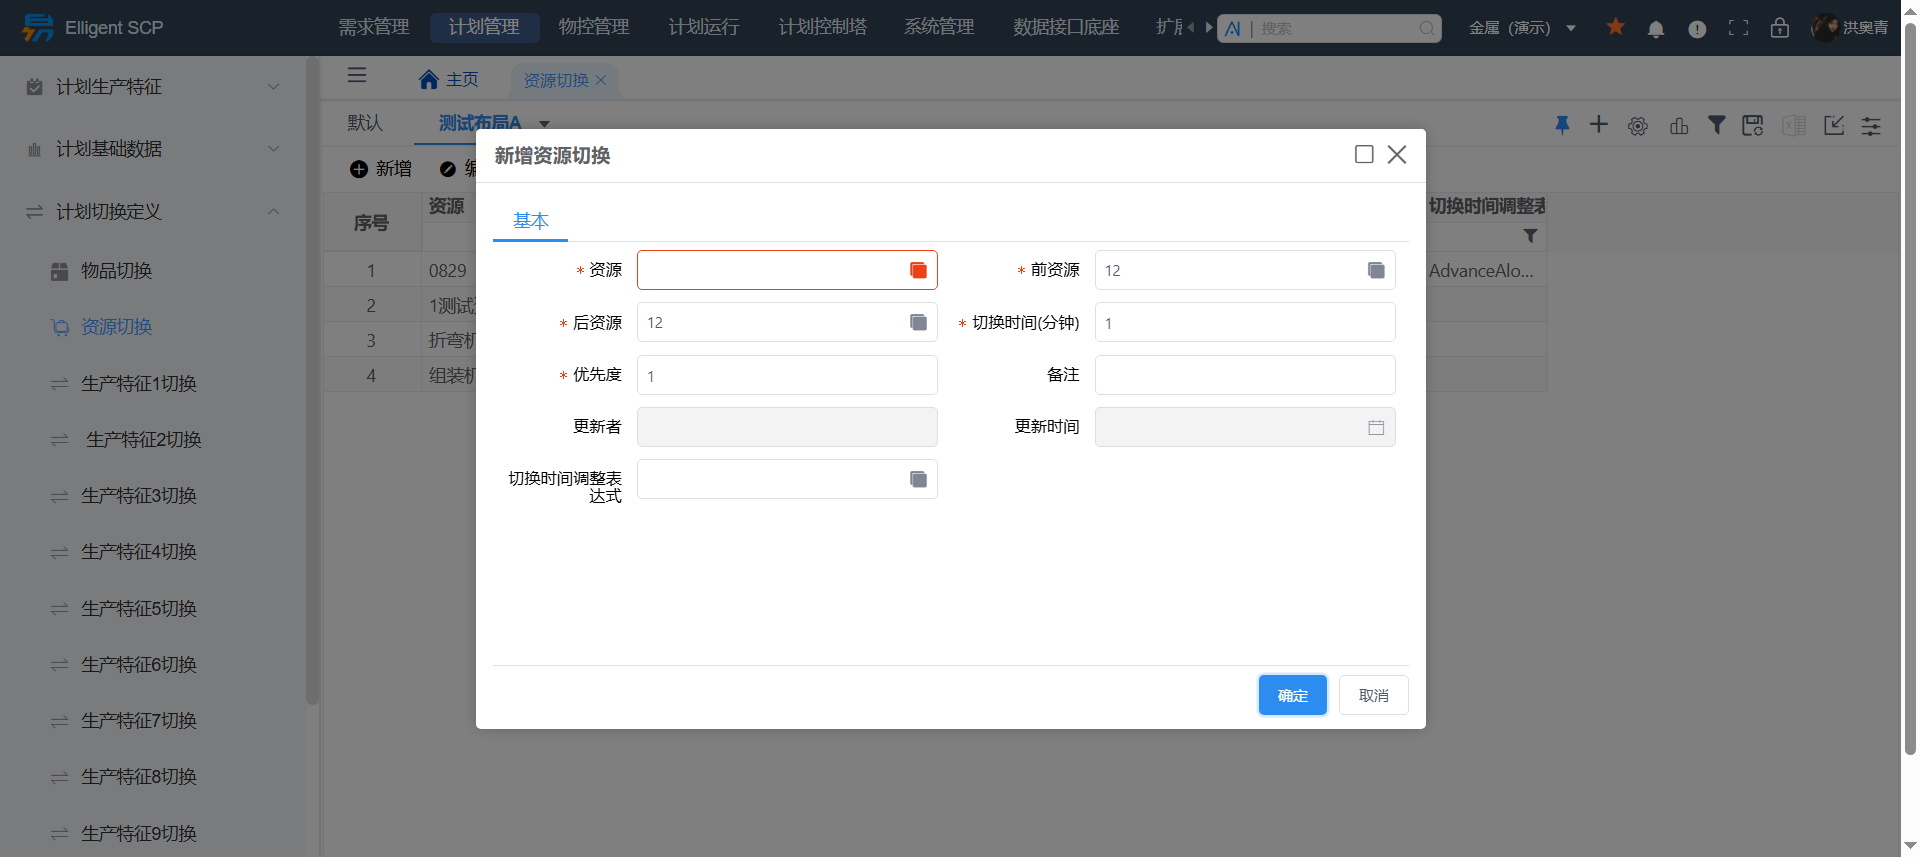 Elligent SCP
需求管理
计划管理
物控管理
计划运行
计划控制塔
系统管理
数据接口底座
搜索
金属（演示）
洪奥青
计划生产特征
计划基础数据
计划切换定义
物品切换
资源切换
生产特征1切换
生产特征2切换
生产特征3切换
生产特征4切换
生产特征5切换
生产特征6切换
生产特征7切换
生产特征8切换
生产特征9切换
主页
资源切换
默认
测试布局A
新增
序号
资源
切换时间调整表
1
0829
AdvanceAlo...
2
1测试
3
折弯机
4
组装机
新增资源切换
基本
* 资源
* 前资源
12
* 后资源
12
* 切换时间(分钟)
1
* 优先度
1
备注
更新者
更新时间
切换时间调整表
达式
确定
取消